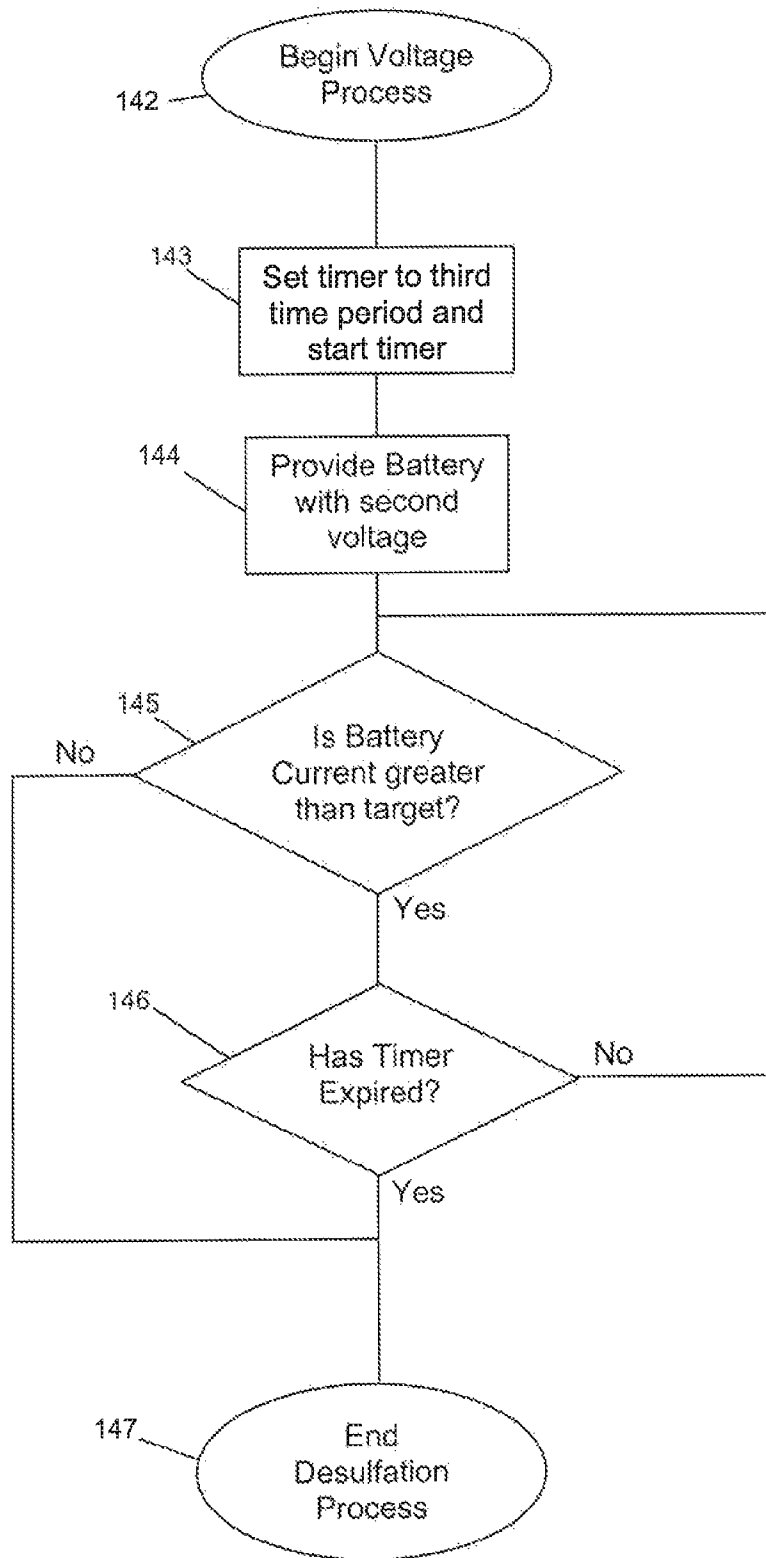 Begin Voltage
Process
142
143
Set timer to third
time period and
start timer
144
Provide Battery
with second
voltage
145
No
Is Battery
Current greater
than target?
Yes
146
Has Timer
Expired?
No
Yes
147
End
Desulfation
Process